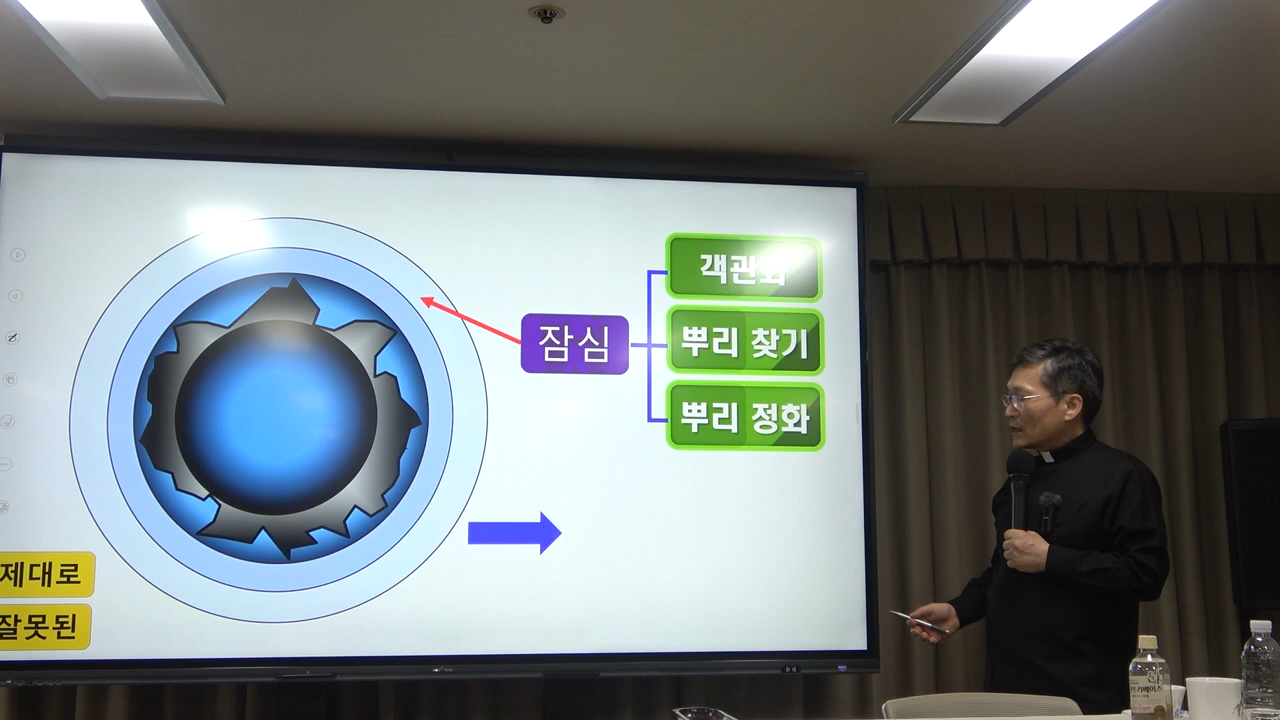 객관화
잠심
뿌리 찾기
뿌리 정화
제대로
잘못된